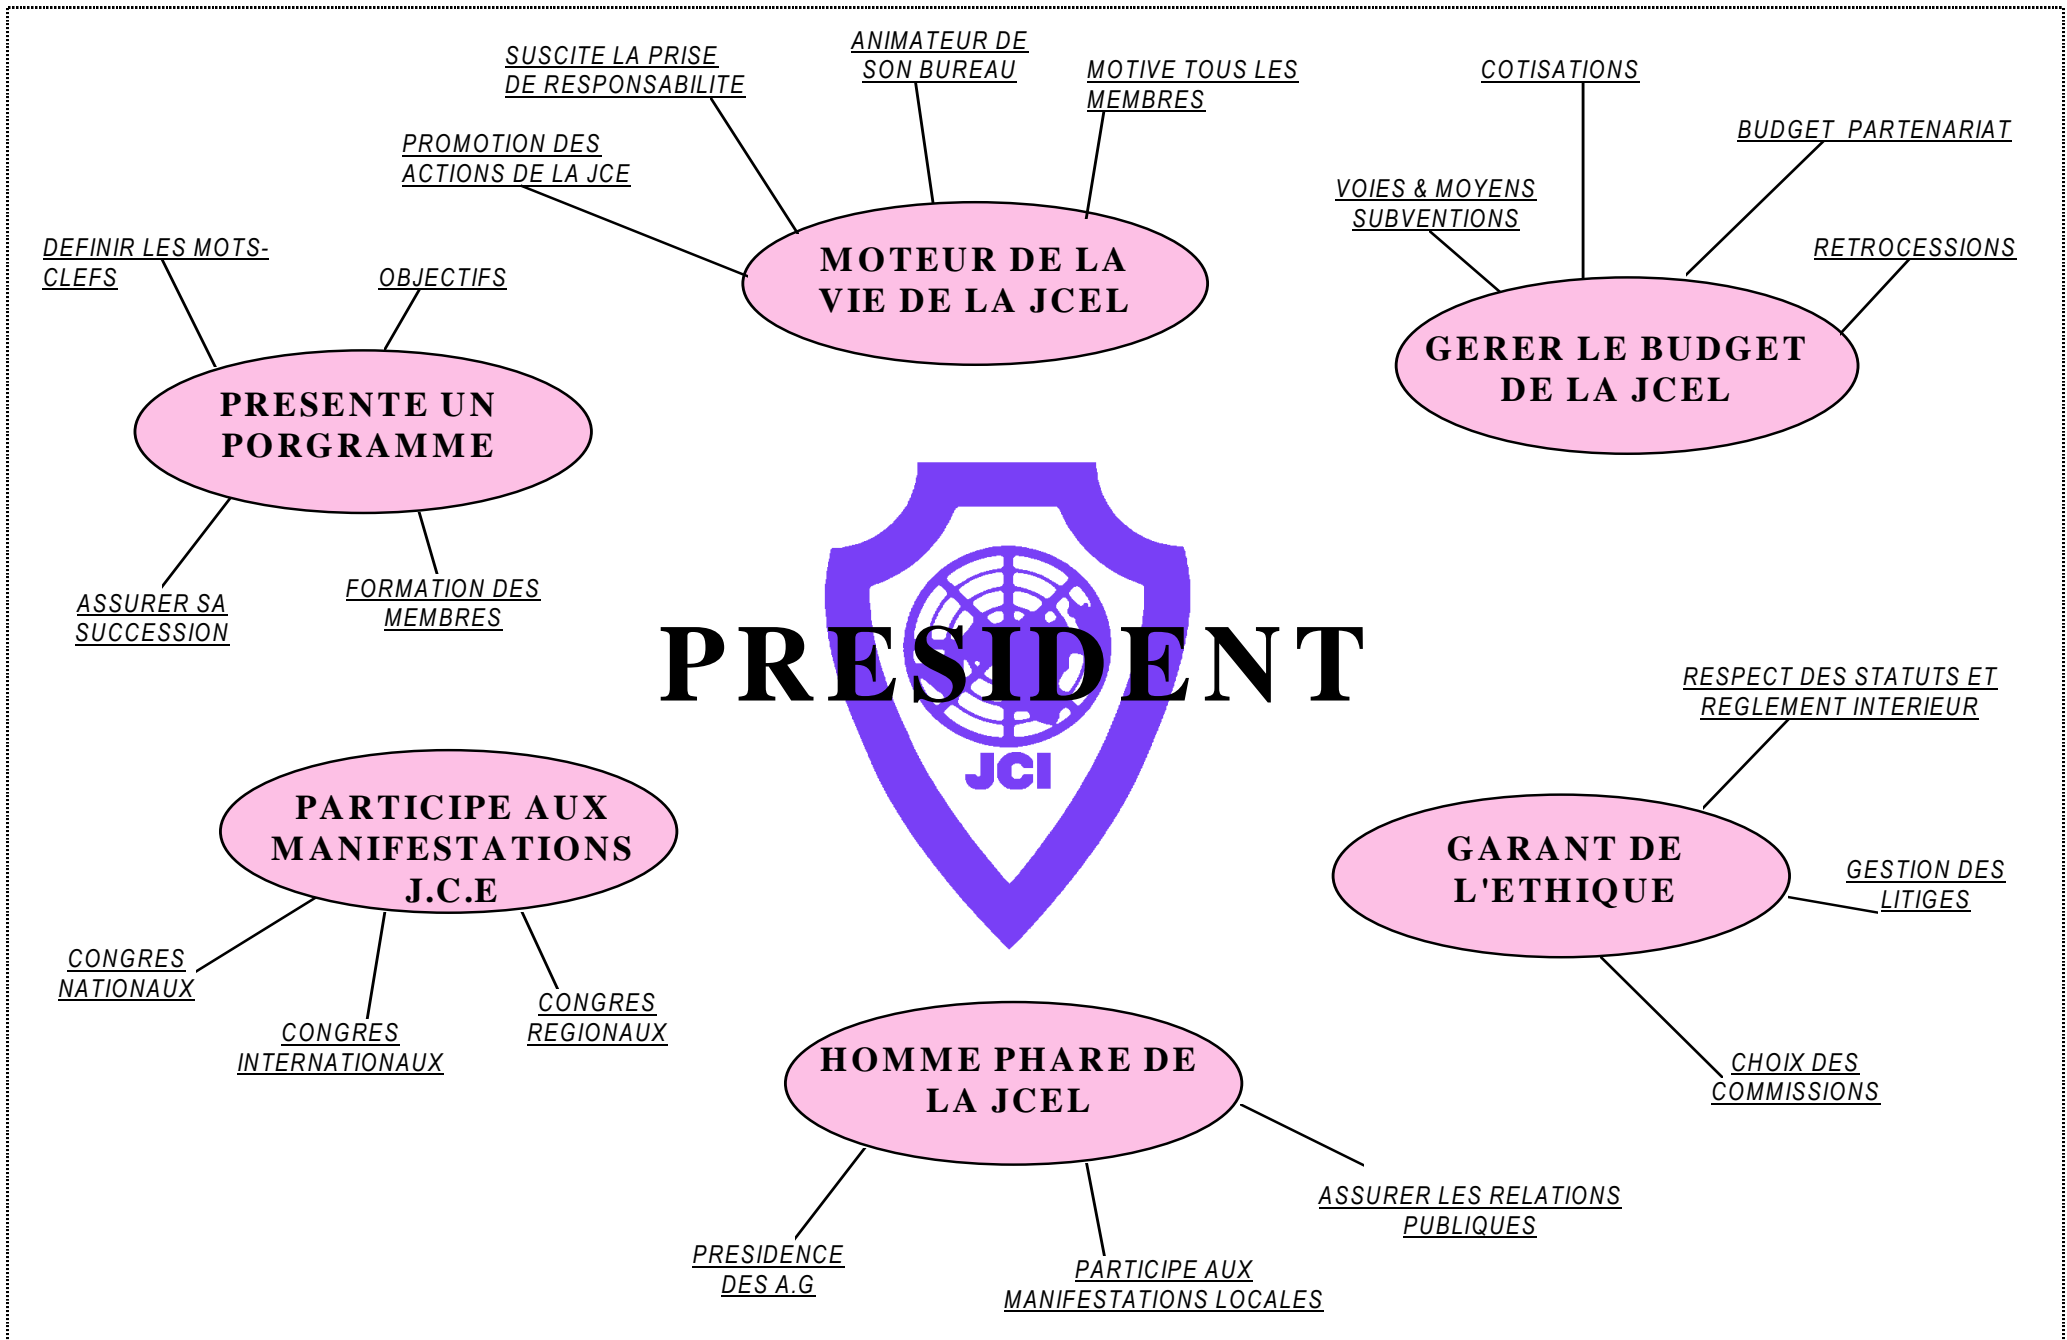 SUSCITE LA PRISE
DE RESPONSABILITE
ANIMATEUR DE
SON BUREAU
MOTIVE TOUS LES
MEMBRES
PROMOTION DES
ACTIONS DE LA JCE
MOTEUR DE LA
VIE DE LA JCEL
COTISATIONS
BUDGET PARTENARIAT
VOIES & MOYENS
SUBVENTIONS
RETROCESSIONS
GERER LE BUDGET
DE LA JCEL
DEFINIR LES MOTS-
CLEFS
OBJECTIFS
PRESENTE UN
PORGRAMME
ASSURER SA
SUCCESSION
FORMATION DES
MEMBRES
PRESIDENT
JCI
RESPECT DES STATUTS ET
REGLEMENT INTERIEUR
GARANT DE
L'ETHIQUE
GESTION DES
LITIGES
CHOIX DES
COMMISSIONS
PARTICIPE AUX
MANIFESTATIONS
J.C.E
CONGRES
NATIONAUX
CONGRES
INTERNATIONAUX
CONGRES
REGIONAUX
HOMME PHARE DE
LA JCEL
PRESIDENCE
DES A.G
PARTICIPE AUX
MANIFESTATIONS LOCALES
ASSURER LES RELATIONS
PUBLIQUES